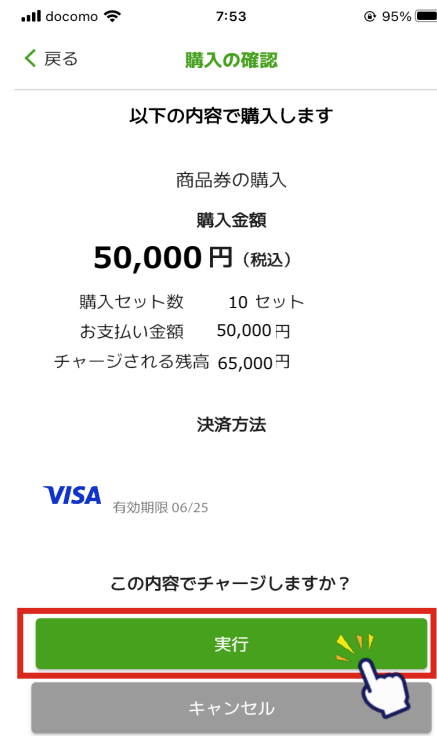 docomo 7:53 95%
戻る 購入の確認
以下の内容で購入します
商品券の購入
購入金額
50,000 円（税込）
購入セット数 10 セット
お支払い金額 50,000円
チャージされる残高 65,000円
決済方法
VISA 有効期限 06/25
この内容でチャージしますか？
実行
キャンセル